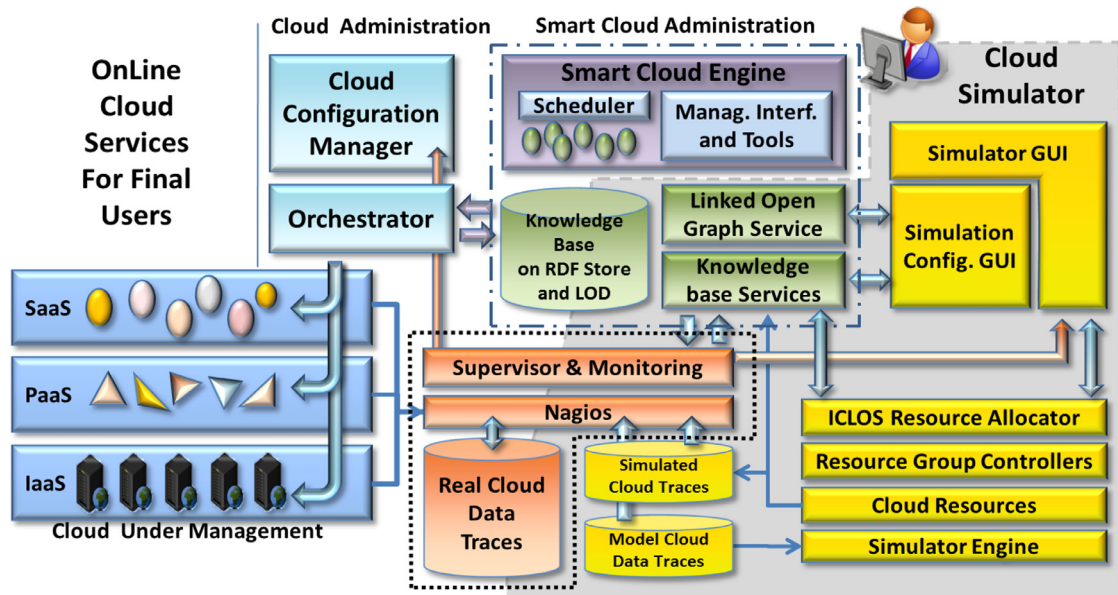 OnLine
Cloud
Services
For Final
Users
Cloud Administration
Cloud
Configuration
Manager
Orchestrator
Smart Cloud Administration
Smart Cloud Engine
Scheduler
Manag. Interf.
and Tools
Knowledge
Base
on RDF Store
and LOD
Linked Open
Graph Service
Knowledge
base Services
Cloud
Simulator
Simulator GUI
Simulation
Config. GUI
SaaS
PaaS
IaaS
Cloud Under Management
Supervisor & Monitoring
Nagios
Real Cloud
Data
Traces
Simulated
Cloud Traces
Model Cloud
Data Traces
ICLOS Resource Allocator
Resource Group Controllers
Cloud Resources
Simulator Engine